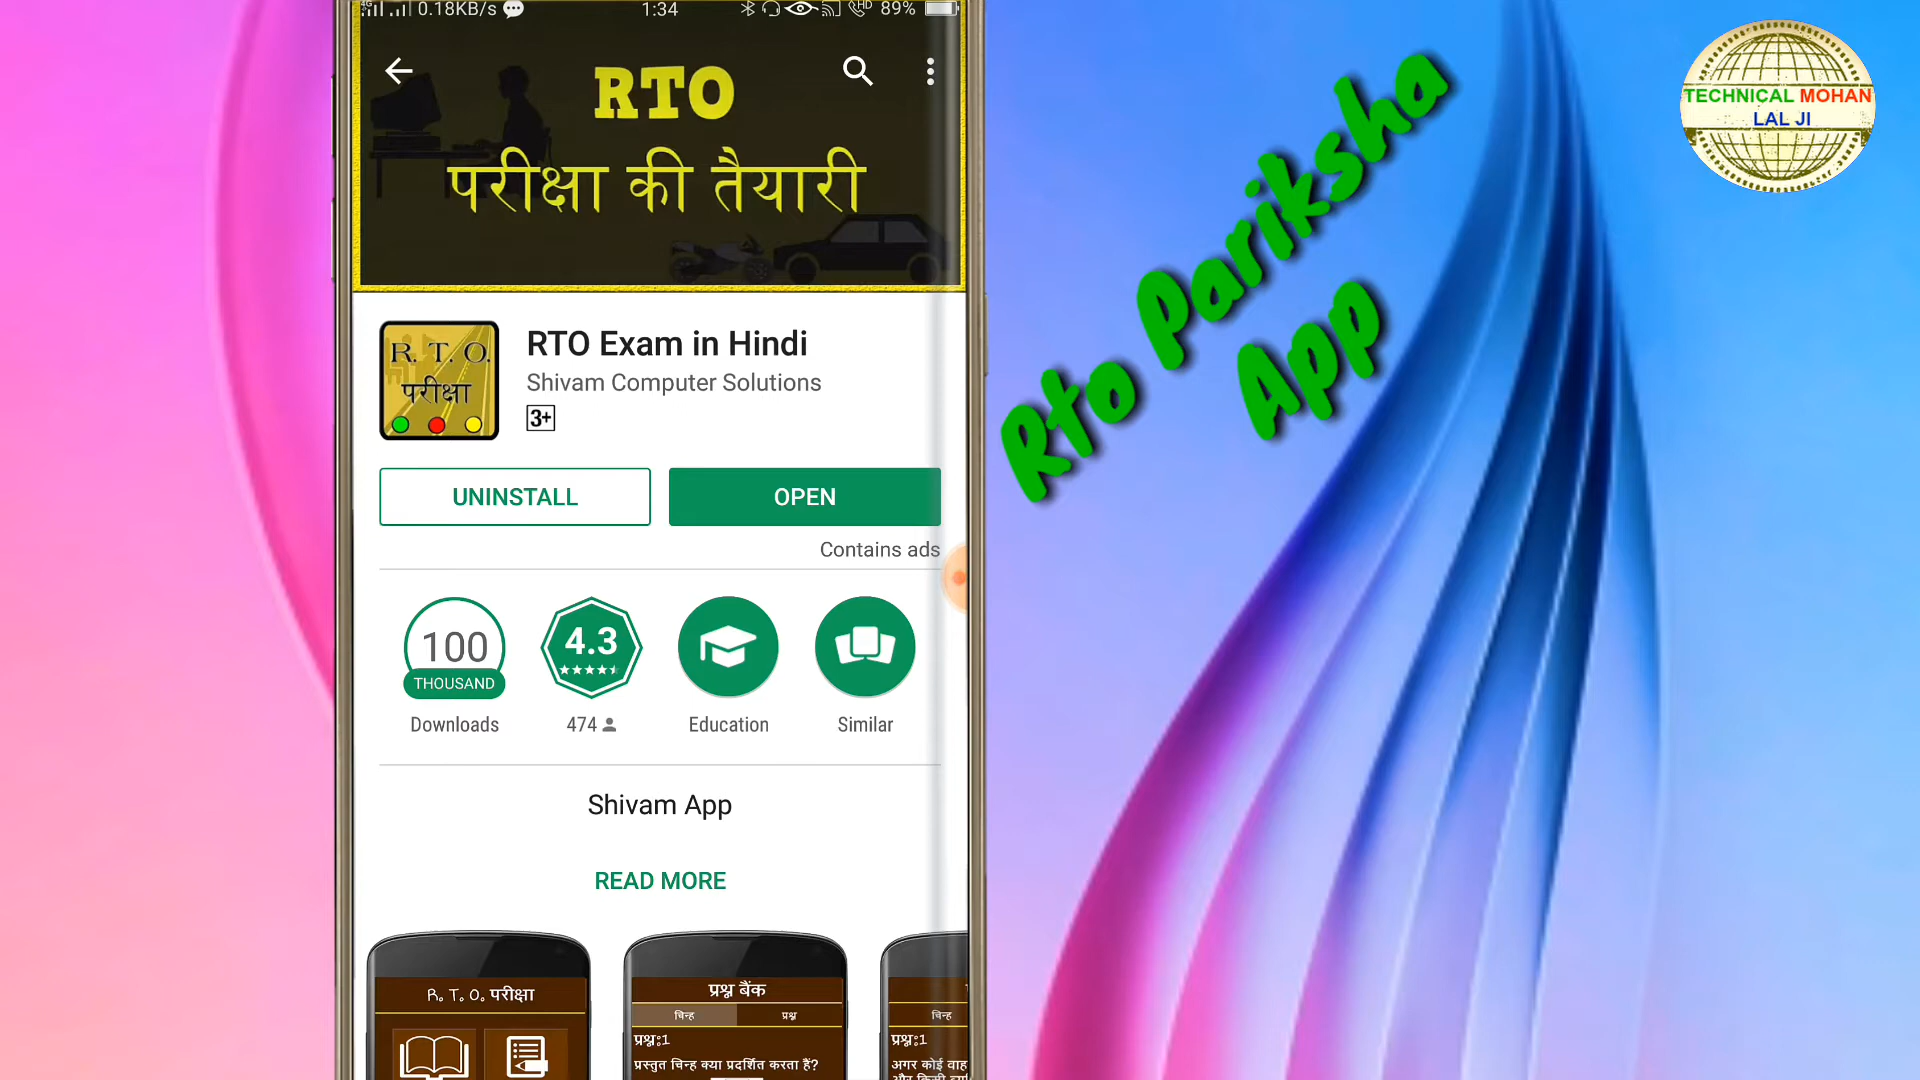 0.18KB/s 1:34 HD 89%
RTO
परीक्षा की तैयारी
R. T. O.
परीक्षा
RTO Exam in Hindi
Shivam Computer Solutions
3+
UNINSTALL OPEN
Contains ads
100
THOUSAND
Downloads
4.3
474
Education
Similar
Shivam App
READ MORE
R. T. O. परीक्षा
प्रश्न बैंक
चिन्ह प्रश्न
प्रश्न:1
प्रस्तुत चिन्ह क्या प्रदर्शित करता हैं?
चिन्ह
प्रश्न:1
अगर कोई वाह
Rto Pariksha
App
TECHNICAL MOHAN
LAL JI